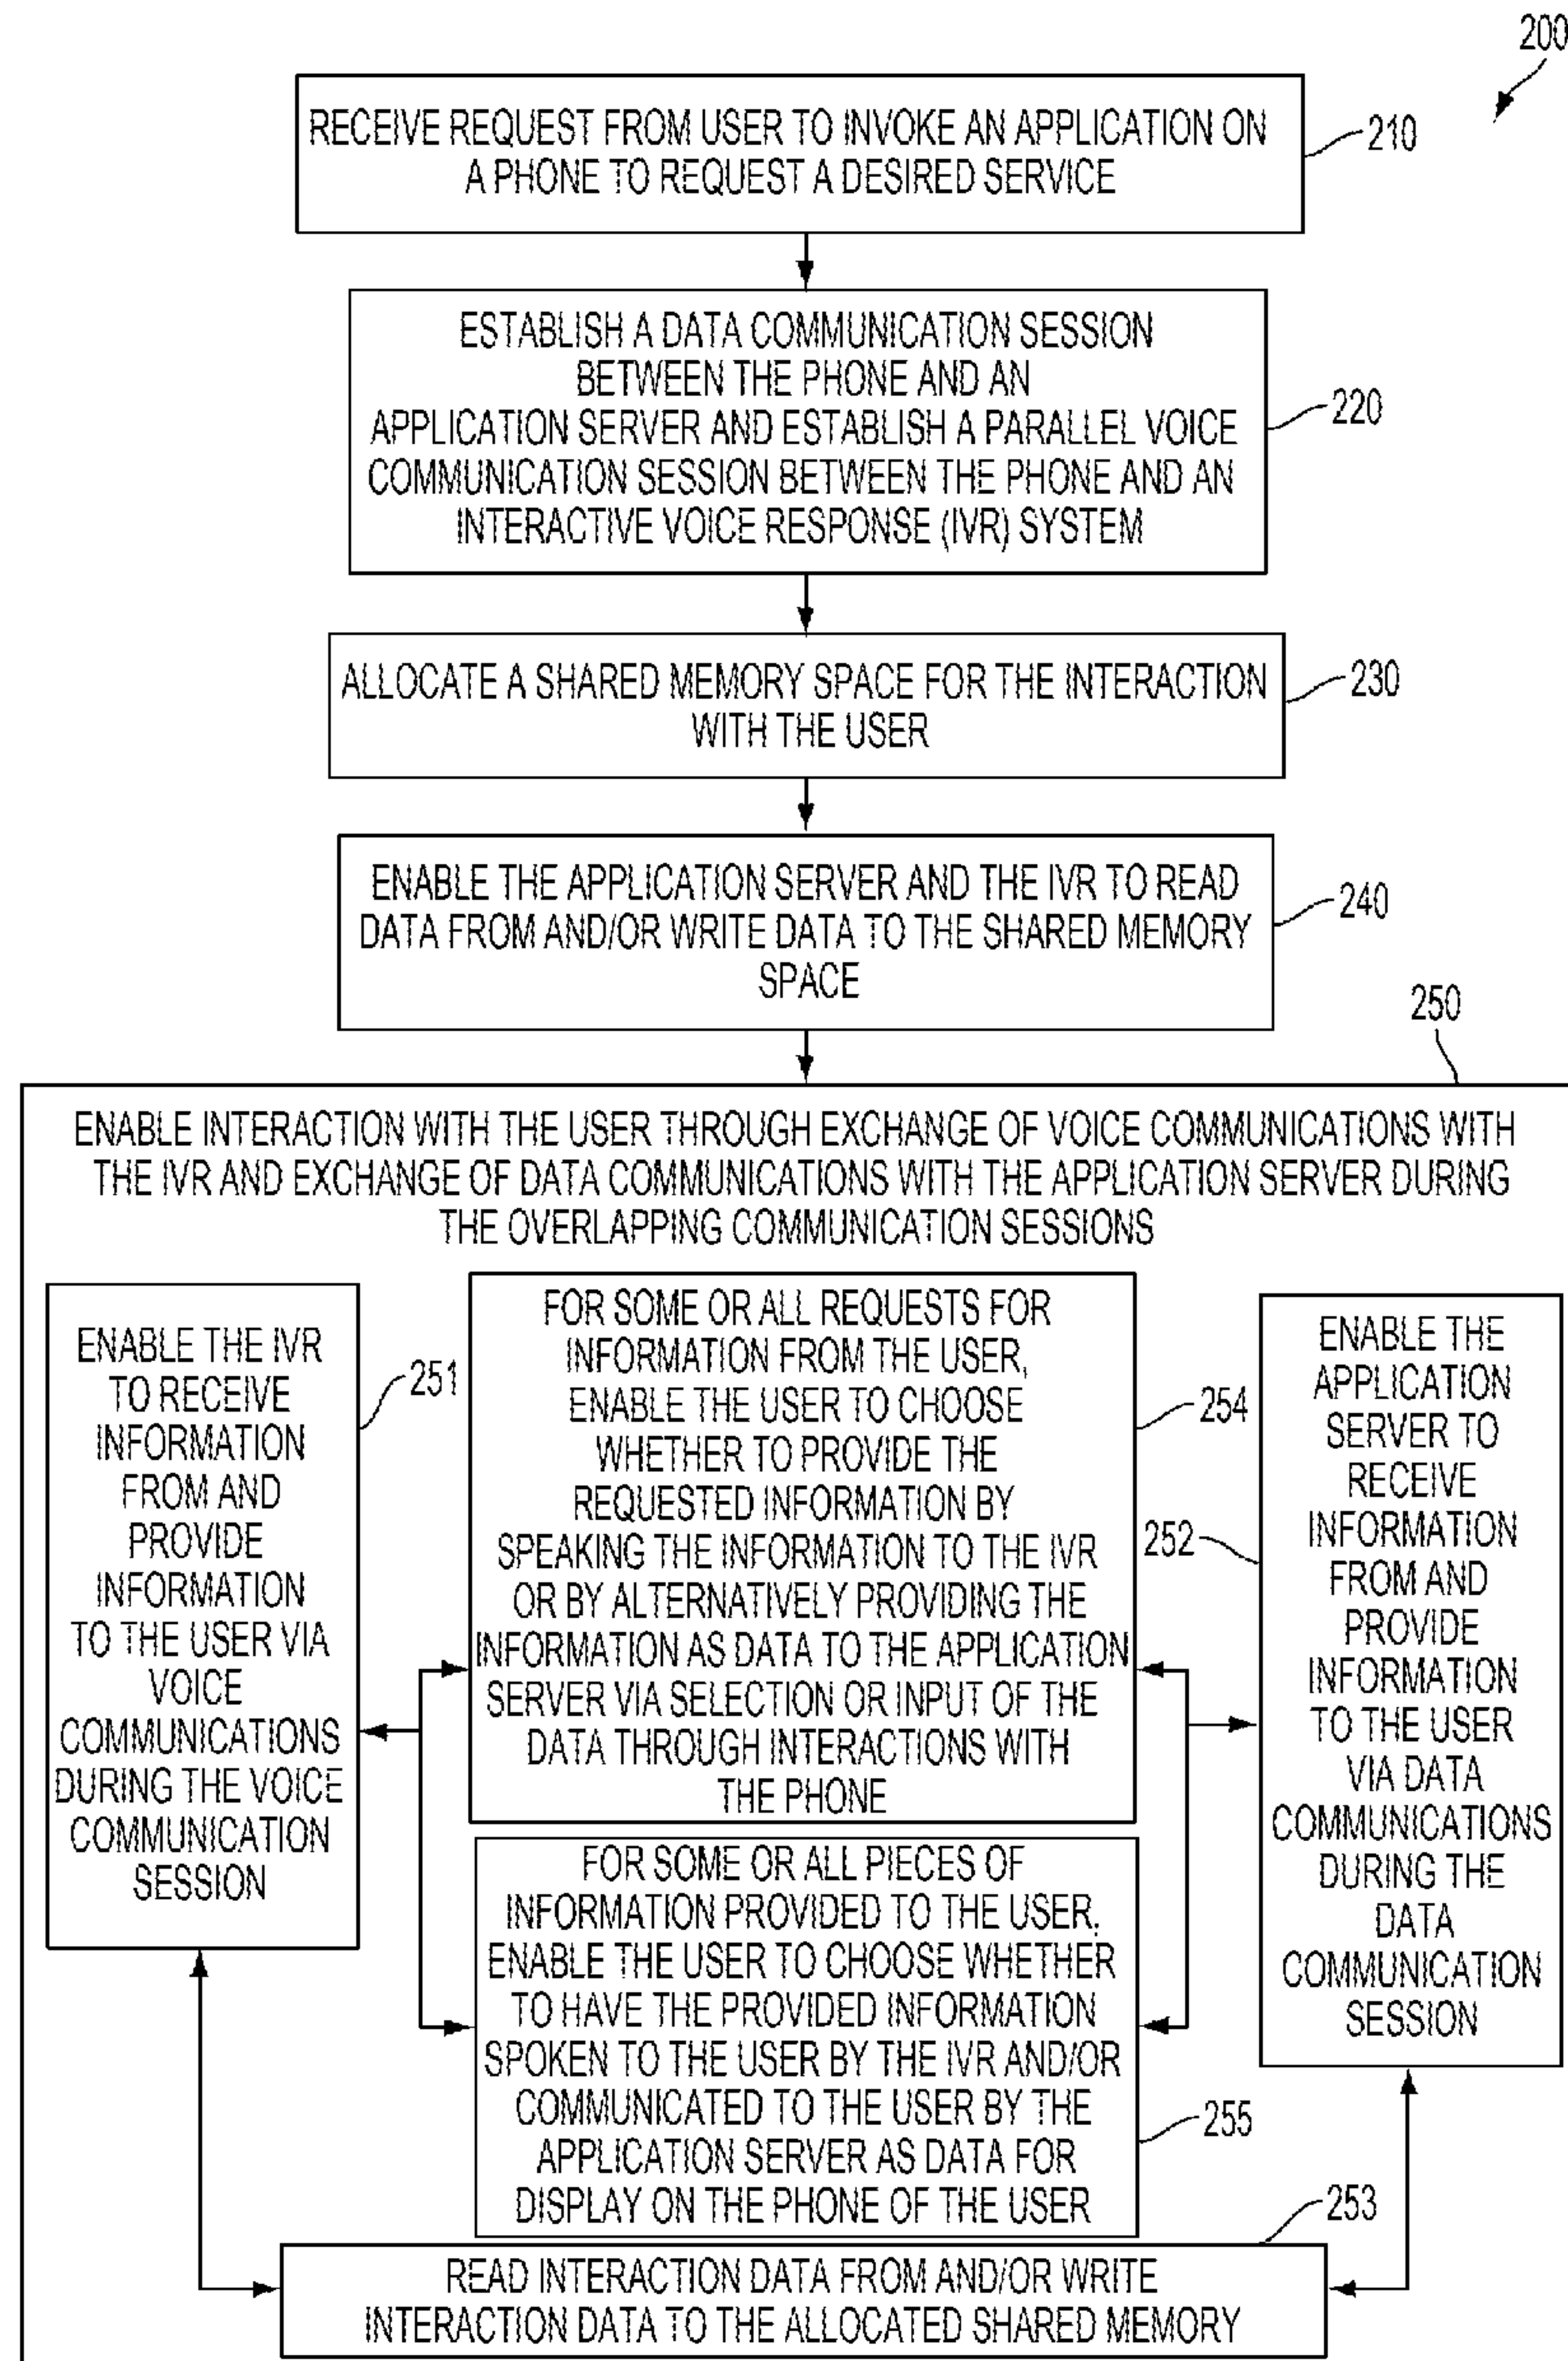 200
RECEIVE REQUEST FROM USER TO INVOKE AN APPLICATION ON
A PHONE TO REQUEST A DESIRED SERVICE
210
ESTABLISH A DATA COMMUNICATION SESSION
BETWEEN THE PHONE AND AN
APPLICATION SERVER AND ESTABLISH A PARALLEL VOICE
COMMUNICATION SESSION BETWEEN THE PHONE AND AN
INTERACTIVE VOICE RESPONSE (IVR) SYSTEM
220
ALLOCATE A SHARED MEMORY SPACE FOR THE INTERACTION
WITH THE USER
230
ENABLE THE APPLICATION SERVER AND THE IVR TO READ
DATA FROM AND/OR WRITE DATA TO THE SHARED MEMORY
SPACE
240
250
ENABLE INTERACTION WITH THE USER THROUGH EXCHANGE OF VOICE COMMUNICATIONS WITH
THE IVR AND EXCHANGE OF DATA COMMUNICATIONS WITH THE APPLICATION SERVER DURING
THE OVERLAPPING COMMUNICATION SESSIONS
ENABLE THE IVR
TO RECEIVE
INFORMATION
FROM AND
PROVIDE
INFORMATION
TO THE USER VIA
VOICE
COMMUNICATIONS
DURING THE VOICE
COMMUNICATION
SESSION
251
FOR SOME OR ALL REQUESTS FOR
INFORMATION FROM THE USER,
ENABLE THE USER TO CHOOSE
WHETHER TO PROVIDE THE
REQUESTED INFORMATION BY
SPEAKING THE INFORMATION TO THE IVR
OR BY ALTERNATIVELY PROVIDING THE
INFORMATION AS DATA TO THE APPLICATION
SERVER VIA SELECTION OR INPUT OF THE
DATA THROUGH INTERACTIONS WITH
THE PHONE
254
252
ENABLE THE
APPLICATION
SERVER TO
RECEIVE
INFORMATION
FROM AND
PROVIDE
INFORMATION
TO THE USER
VIA DATA
COMMUNICATIONS
DURING THE
DATA
COMMUNICATION
SESSION
FOR SOME OR ALL PIECES OF
INFORMATION PROVIDED TO THE USER,
ENABLE THE USER TO CHOOSE WHETHER
TO HAVE THE PROVIDED INFORMATION
SPOKEN TO THE USER BY THE IVR AND/OR
COMMUNICATED TO THE USER BY THE
APPLICATION SERVER AS DATA FOR
DISPLAY ON THE PHONE OF THE USER
255
253
READ INTERACTION DATA FROM AND/OR WRITE
INTERACTION DATA TO THE ALLOCATED SHARED MEMORY